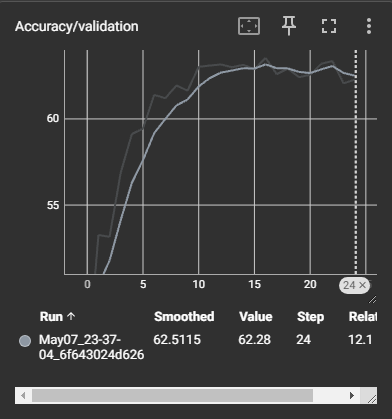 Accuracy/validation
60
55
0 5 10 15 20 24 ×
Run ↑ Smoothed Value Step Relat
May07_23-37- 62.5115 62.28 24 12.1
04_6f643024d626